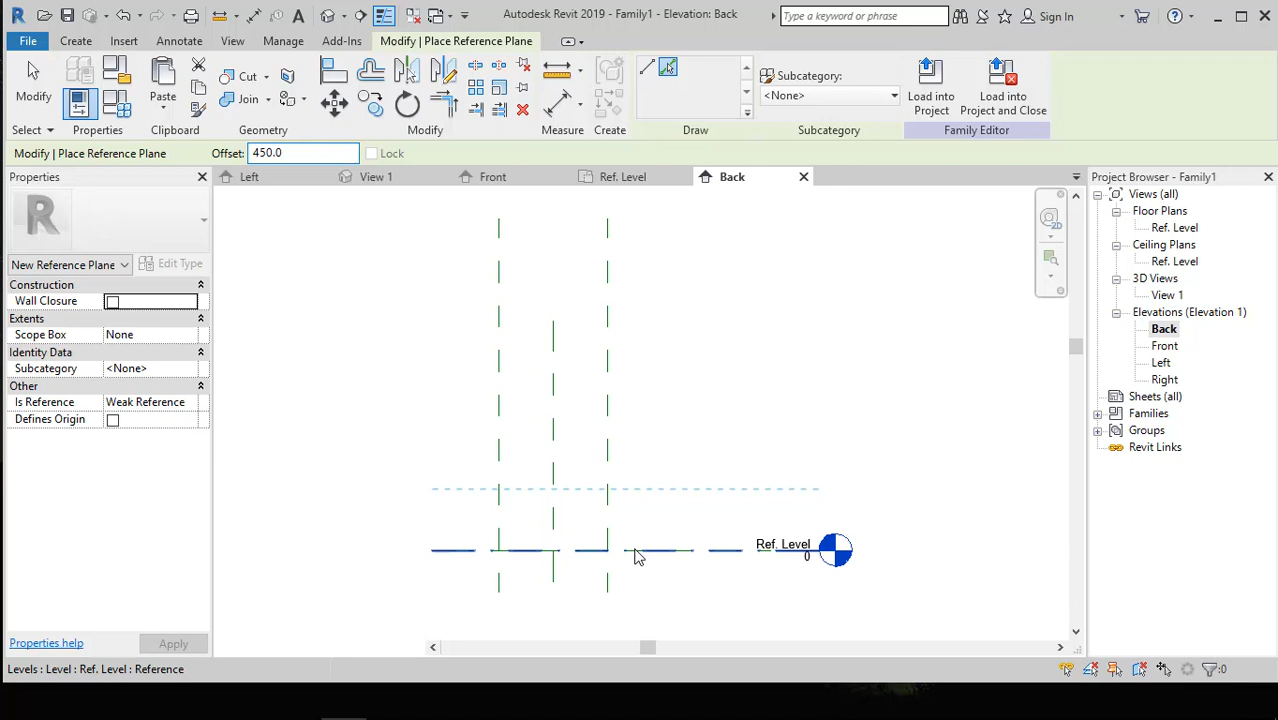 Autodesk Revit 2019 - Family1 - Elevation: Back
Type a keyword or phrase
Sign In
File
Create
Insert
Annotate
View
Manage
Add-Ins
Modify | Place Reference Plane
Modify
Paste
Cut
Join
Subcategory:
<None>
Load into
Project
Load into
Project and Close
Select
Properties
Clipboard
Geometry
Modify
Measure
Create
Draw
Subcategory
Family Editor
Modify | Place Reference Plane
Offset:
450.0
Lock
Properties
Left
View 1
Front
Ref. Level
Back
Project Browser - Family1
R
New Reference Plane
Edit Type
Construction
Wall Closure
Extents
Scope Box
None
Identity Data
Subcategory
<None>
Other
Is Reference
Weak Reference
Defines Origin
Properties help
Apply
2D
Ref. Level
0
Views (all)
Floor Plans
Ref. Level
Ceiling Plans
Ref. Level
3D Views
View 1
Elevations (Elevation 1)
Back
Front
Left
Right
Sheets (all)
Families
Groups
Revit Links
Levels : Level : Ref. Level : Reference
:0